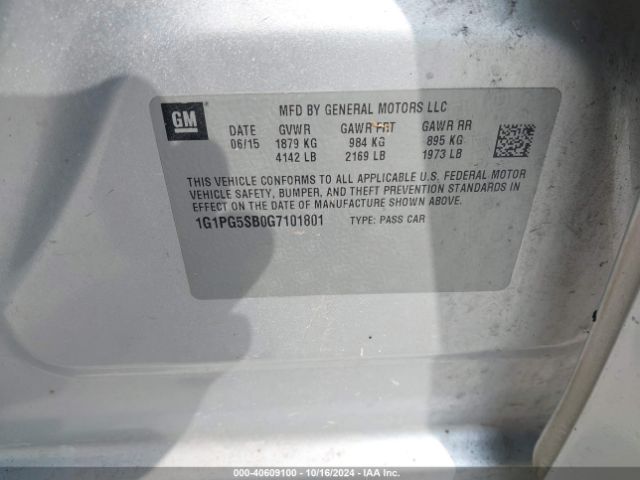 GM
MFD BY GENERAL MOTORS LLC
DATE GVWR GAWR FRT GAWR RR
06/15 1879 KG 984 KG 895 KG
4142 LB 2169 LB 1973 LB
THIS VEHICLE CONFORMS TO ALL APPLICABLE U.S. FEDERAL MOTOR
VEHICLE SAFETY, BUMPER, AND THEFT PREVENTION STANDARDS IN
EFFECT ON THE DATE OF MANUFACTURE SHOWN ABOVE.
1G1PG5SB0G7101801 TYPE: PASS CAR
000-40609100 - 10/16/2024 - IAA Inc.